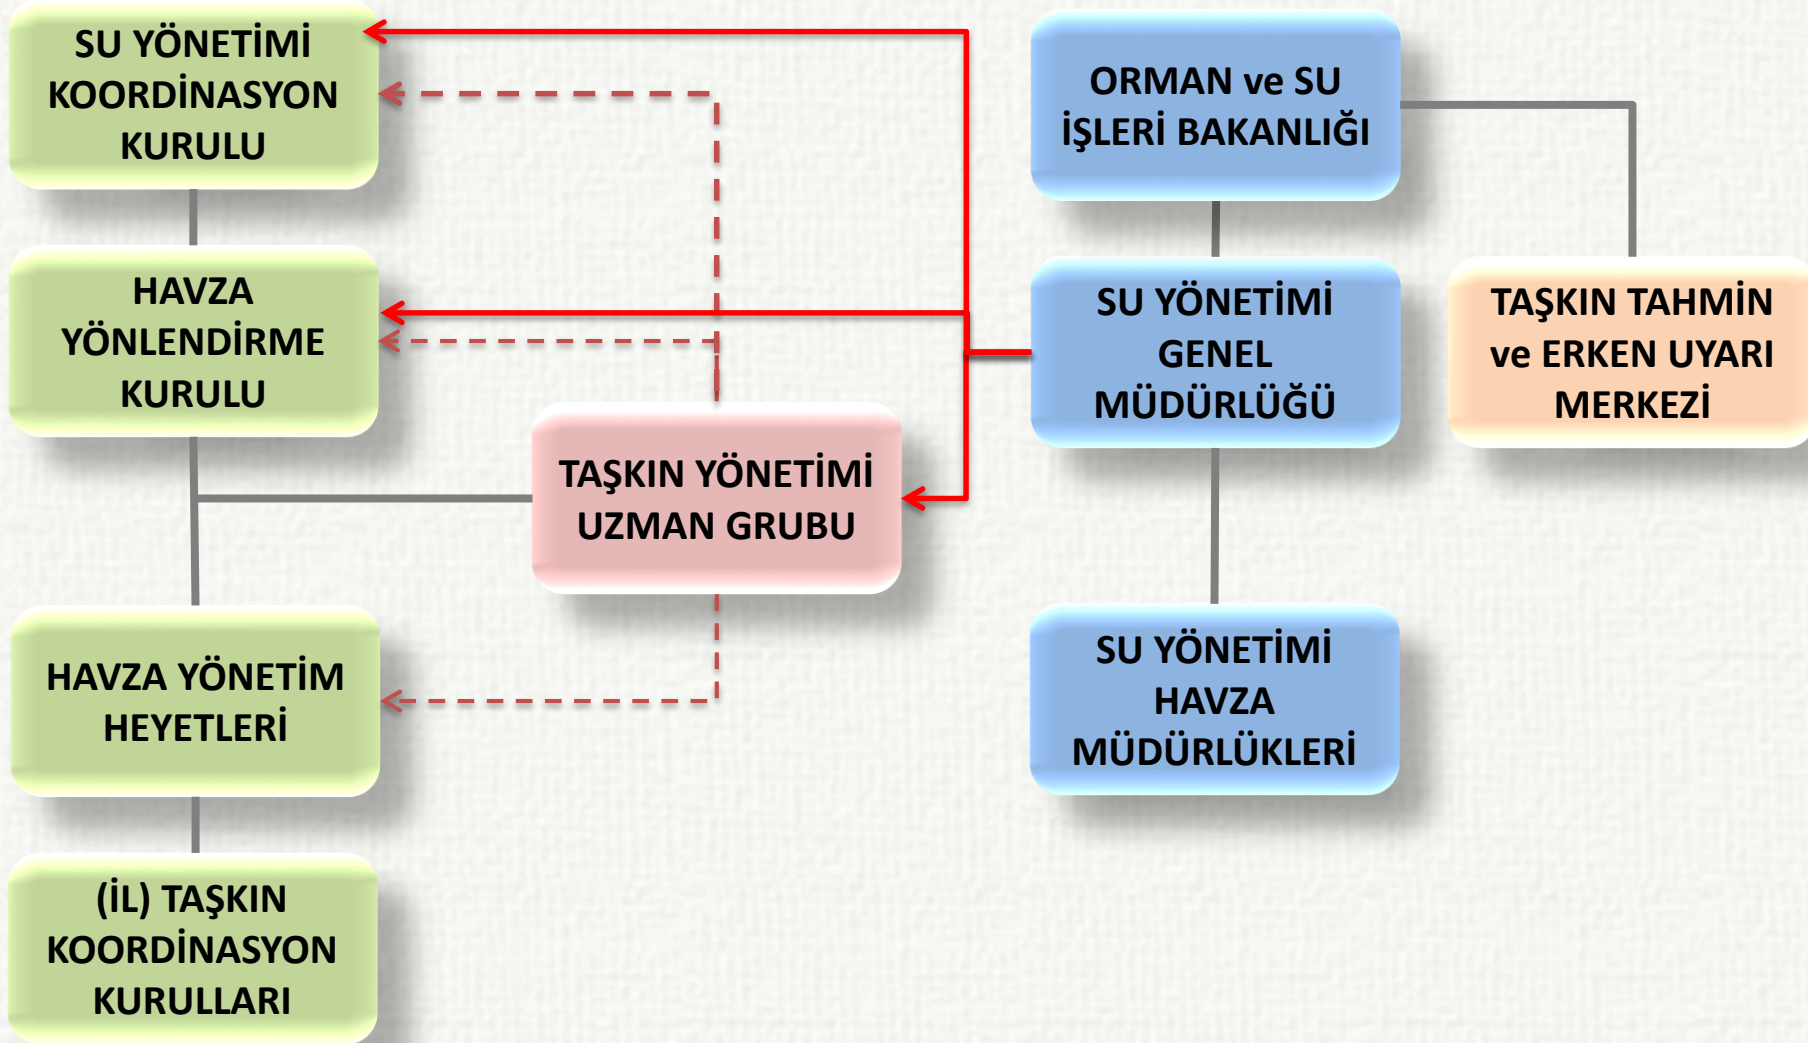 SU YÖNETİMİ
KOORDİNASYON
KURULU
HAVZA
YÖNLENDİRME
KURULU
HAVZA YÖNETİM
HEYETLERİ
(İL) TAŞKIN
KOORDİNASYON
KURULLARI
TAŞKIN YÖNETİMİ
UZMAN GRUBU
ORMAN ve SU
İŞLERİ BAKANLIĞI
SU YÖNETİMİ
GENEL
MÜDÜRLÜĞÜ
SU YÖNETİMİ
HAVZA
MÜDÜRLÜKLERİ
TAŞKIN TAHMİN
ve ERKEN UYARI
MERKEZİ